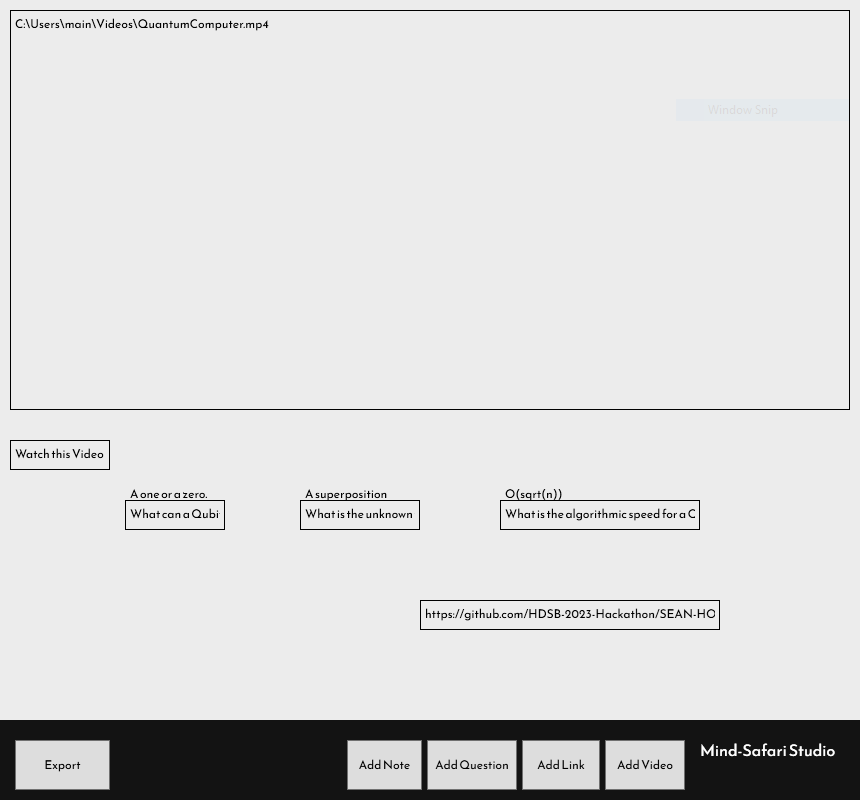 C:\Users\main\Videos\QuantumComputer.mp4
Window Snip
Watch this Video
A one or a zero.
A superposition
O(sqrt(n))
What can a Qubi
What is the unknown
What is the algorithmic speed for a
https://github.com/HDSB-2023-Hackathon/SEAN-HO
Mind-Safari Studio
Export
Add Note
Add Question
Add Link
Add Video